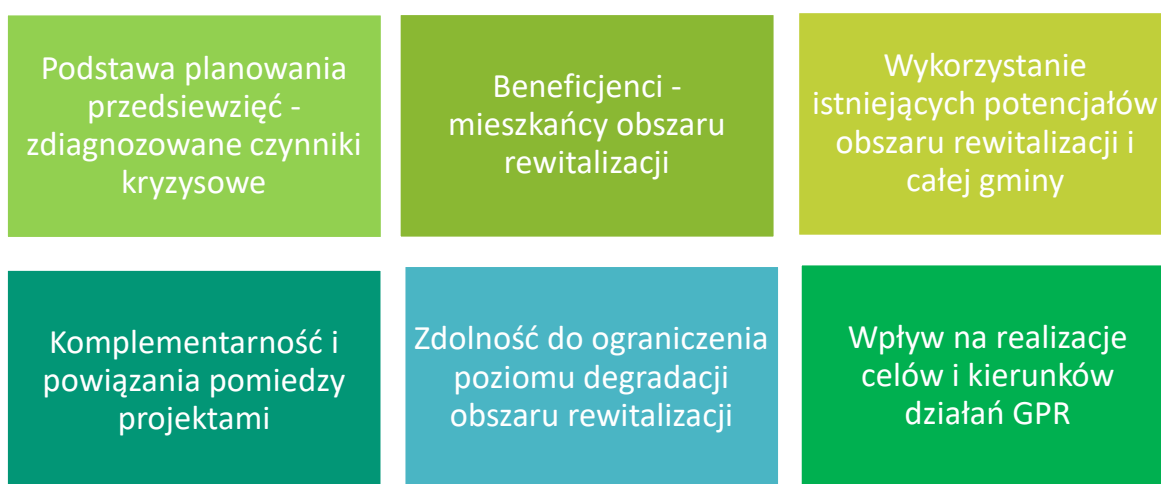 Podstawa planowania
przedsiewzięć -
zdiagnozowane czynniki
kryzysowe
Beneficjenci -
mieszkańcy obszaru
rewitalizacji
Wykorzystanie
istniejących potencjałów
obszaru rewitalizacji i
całej gminy
Komplementarność i
powiązania pomiedzy
projektami
Zdolność do ograniczenia
poziomu degradacji
obszaru rewitalizacji
Wpływ na realizacje
celów i kierunków
działań GPR